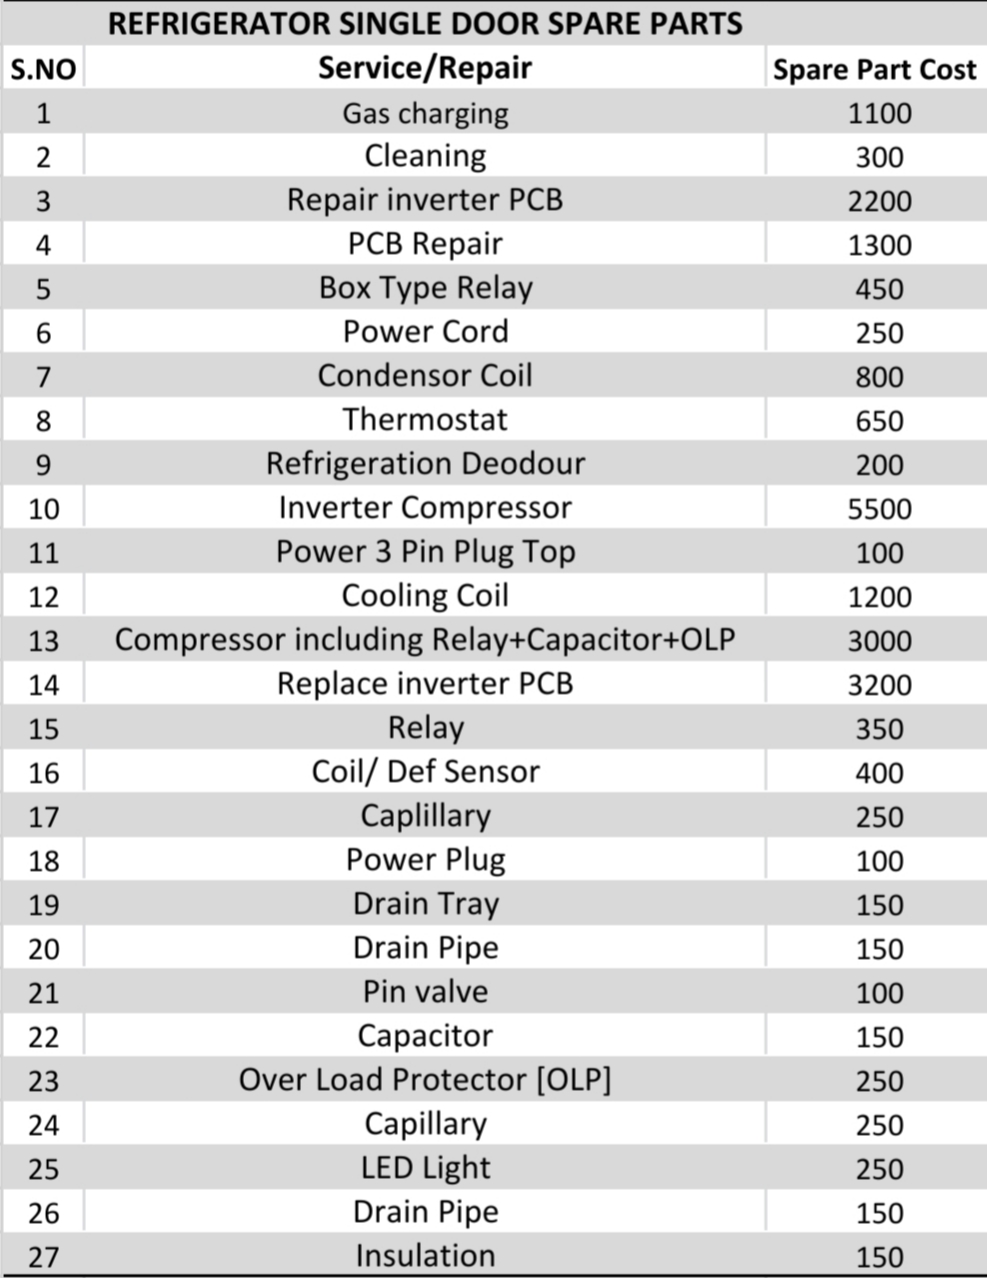 REFRIGERATOR SINGLE DOOR SPARE PARTS
S.NO Service/Repair Spare Part Cost
1 Gas charging 1100
2 Cleaning 300
3 Repair inverter PCB 2200
4 PCB Repair 1300
5 Box Type Relay 450
6 Power Cord 250
7 Condensor Coil 800
8 Thermostat 650
9 Refrigeration Deodour 200
10 Inverter Compressor 5500
11 Power 3 Pin Plug Top 100
12 Cooling Coil 1200
13 Compressor including Relay+Capacitor+OLP 3000
14 Replace inverter PCB 3200
15 Relay 350
16 Coil/ Def Sensor 400
17 Caplillary 250
18 Power Plug 100
19 Drain Tray 150
20 Drain Pipe 150
21 Pin valve 100
22 Capacitor 150
23 Over Load Protector [OLP] 250
24 Capillary 250
25 LED Light 250
26 Drain Pipe 150
27 Insulation 150